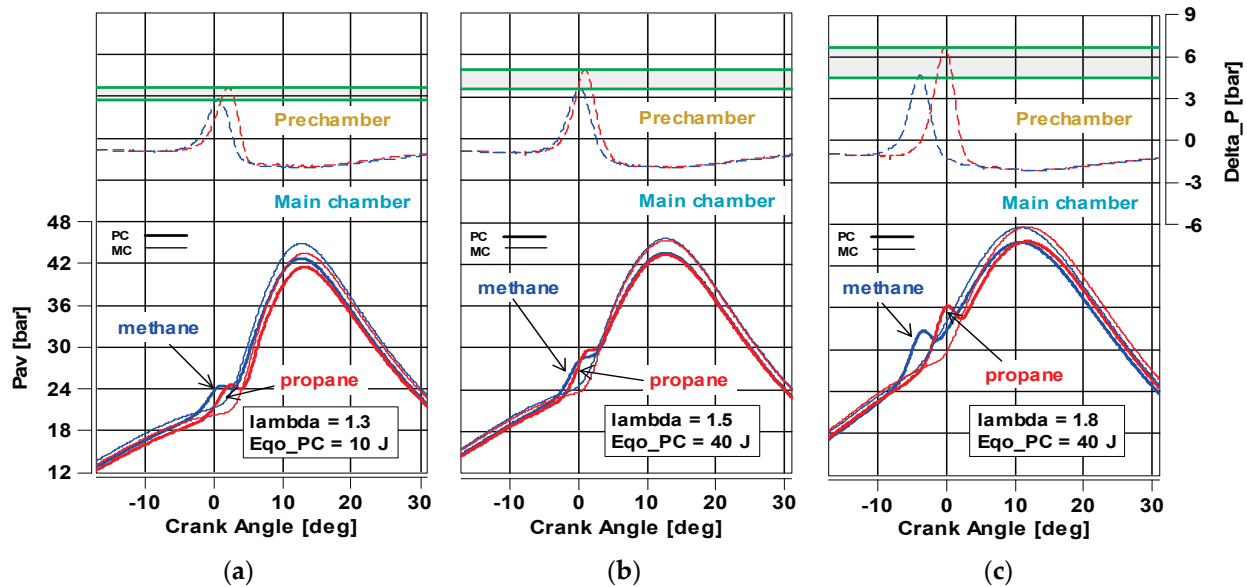 9
6
3
0
-3
-6
Delta_P [bar]
Prechamber
Main chamber
48
42
36
30
24
18
12
Pav [bar]
PC
MC
methane
propane
lambda = 1.3
Eqo_PC = 10 J
-10 0 10 20 30
Crank Angle [deg]
(a)
Prechamber
Main chamber
PC
MC
methane
propane
lambda = 1.5
Eqo_PC = 40 J
-10 0 10 20 30
Crank Angle [deg]
(b)
Prechamber
Main chamber
PC
MC
methane
propane
lambda = 1.8
Eqo_PC = 40 J
-10 0 10 20 30
Crank Angle [deg]
(c)